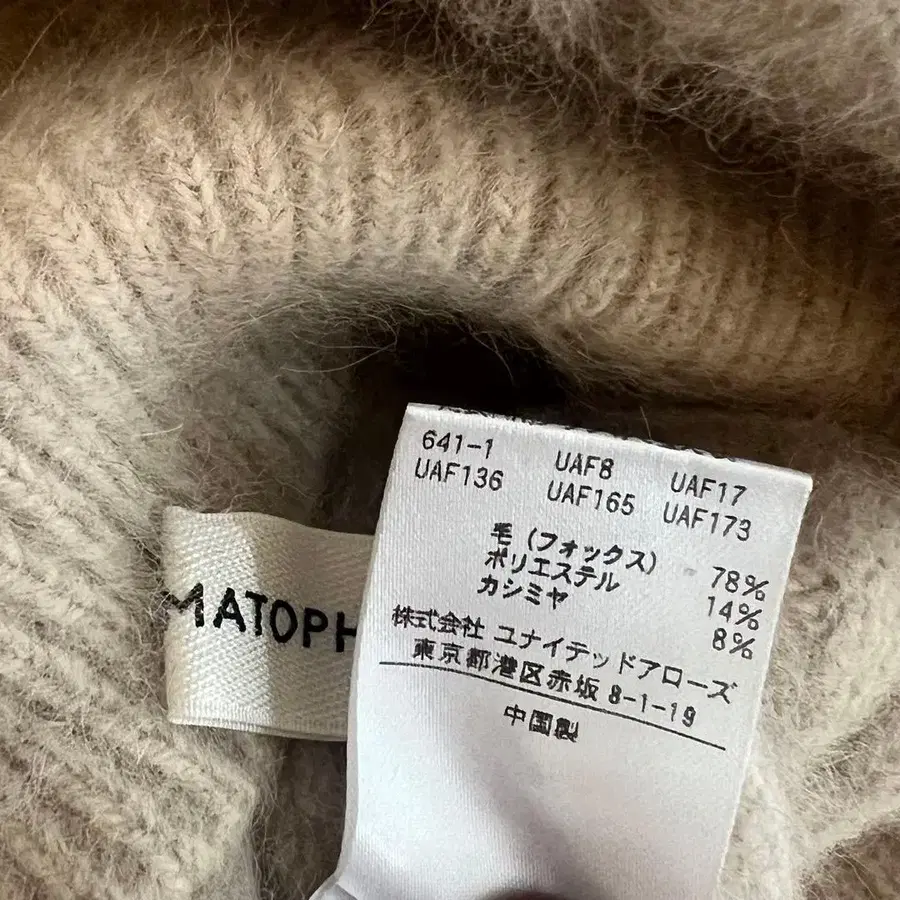 641-1 UAF8 UAF17
UAF136 UAF165 UAF173
毛 (フォックス) 78%
ポリエステル 14%
カシミヤ 8%
株式会社 ユナイテッドアローズ
東京都港区赤坂 8-1-19
中国製
MATOPH